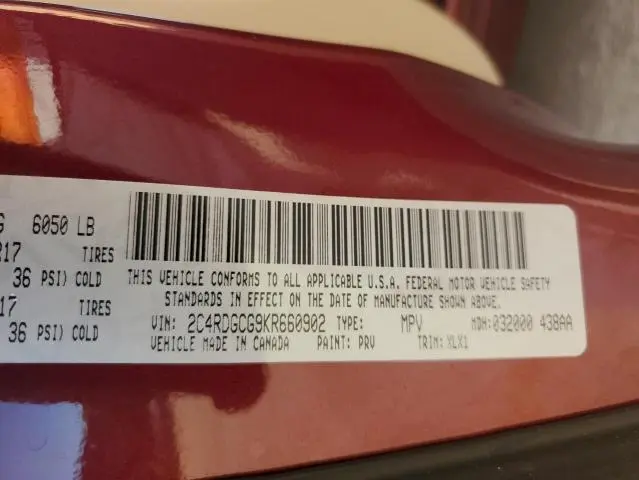 G 6050 LB
R17 TIRES
36 PSI) COLD
17 TIRES
36 PSI) COLD
THIS VEHICLE CONFORMS TO ALL APPLICABLE U.S.A. FEDERAL MOTOR VEHICLE SAFETY
STANDARDS IN EFFECT ON THE DATE OF MANUFACTURE SHOWN ABOVE.
VIN: 2C4RDGCG9KR660902 TYPE: MPV MDH:032000 438AA
VEHICLE MADE IN CANADA PAINT: PRV TRIM: XLX1